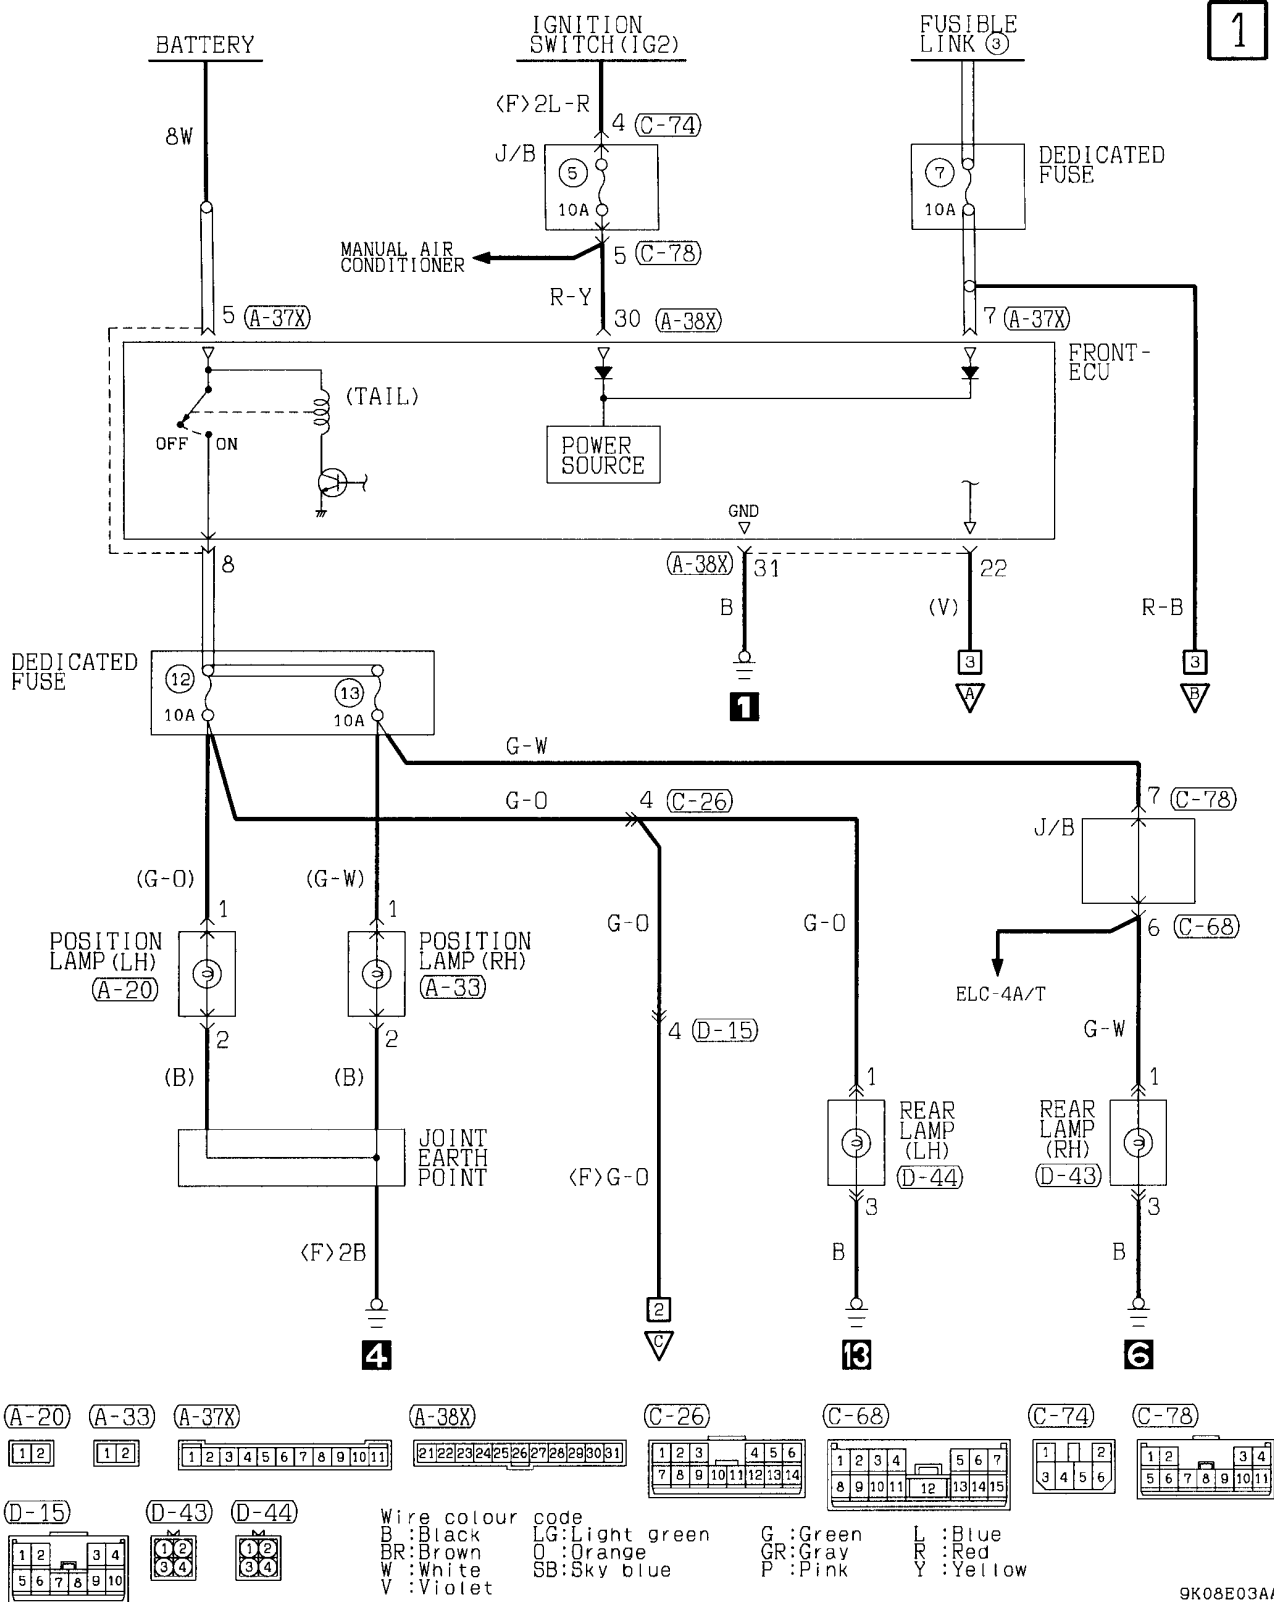 1
BATTERY
IGNITION
SWITCH(IG2)
FUSIBLE
LINK ③
<F>2L-R
4 (C-74)
8W
J/B
5
10A
7
10A
DEDICATED
FUSE
MANUAL AIR
CONDITIONER
5 (C-78)
R-Y
5 (A-37X)
30 (A-38X)
7 (A-37X)
FRONT-
ECU
(TAIL)
OFF
ON
POWER
SOURCE
GND
8
(A-38X)
31
22
B
(V)
R-B
DEDICATED
FUSE
12
10A
13
10A
1
3
A
3
B
G-W
G-O
4 (C-26)
7 (C-78)
J/B
(G-O)
(G-W)
1
1
G-O
G-O
6 (C-68)
POSITION
LAMP(LH)
(A-20)
POSITION
LAMP(RH)
(A-33)
ELC-4A/T
2
2
4 (D-15)
G-W
(B)
(B)
1
1
JOINT
EARTH
POINT
REAR
LAMP
(LH)
(D-44)
REAR
LAMP
(RH)
(D-43)
<F>G-O
3
3
<F>2B
B
B
4
2
C
13
6
(A-20) (A-33) (A-37X) (A-38X) (C-26) (C-68) (C-74) (C-78)
1 2
1 2
1 2 3 4 5 6 7 8 9 10 11
21 22 23 24 25 26 27 28 29 30 31
1 2 3 4 5 6
7 8 9 10 11 12 13 14
1 2 3 4 5 6 7
8 9 10 11 12 13 14 15
1 2
3 4 5 6
1 2 3 4
5 6 7 8 9 10 11
(D-15) (D-43) (D-44)
1 2 3 4
5 6 7 8 9 10
1 2
3 4
1 2
3 4
Wire colour code
B :Black LG:Light green G :Green L :Blue
BR:Brown O :Orange GR:Gray R :Red
W :White SB:Sky blue P :Pink Y :Yellow
V :Violet
9K08E03AA